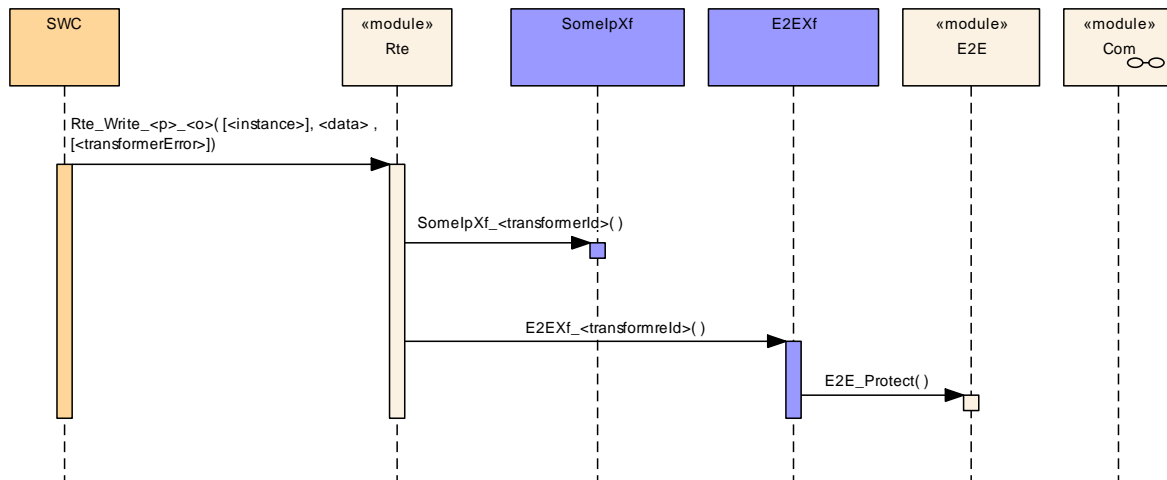 SWC
«module»
Rte
SomeIpXf
E2EXf
«module»
E2E
«module»
Com
Rte_Write_<p>_<o>( [<instance>], <data> ,
[<transformerError>])
SomeIpXf_<transformerId>( )
E2EXf_<transformreId>( )
E2E_Protect( )